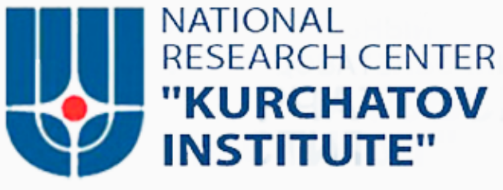 NATIONAL
RESEARCH CENTER
"KURCHATOV
INSTITUTE"